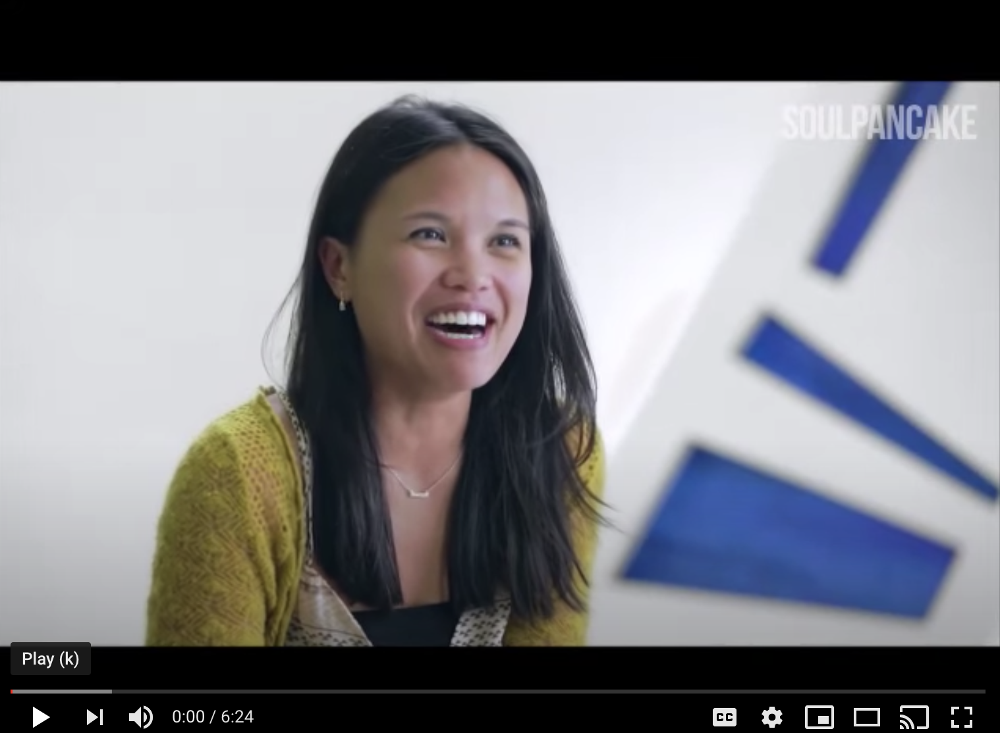 SOULPANCAKE
Play (k)
0:00 / 6:24
CC